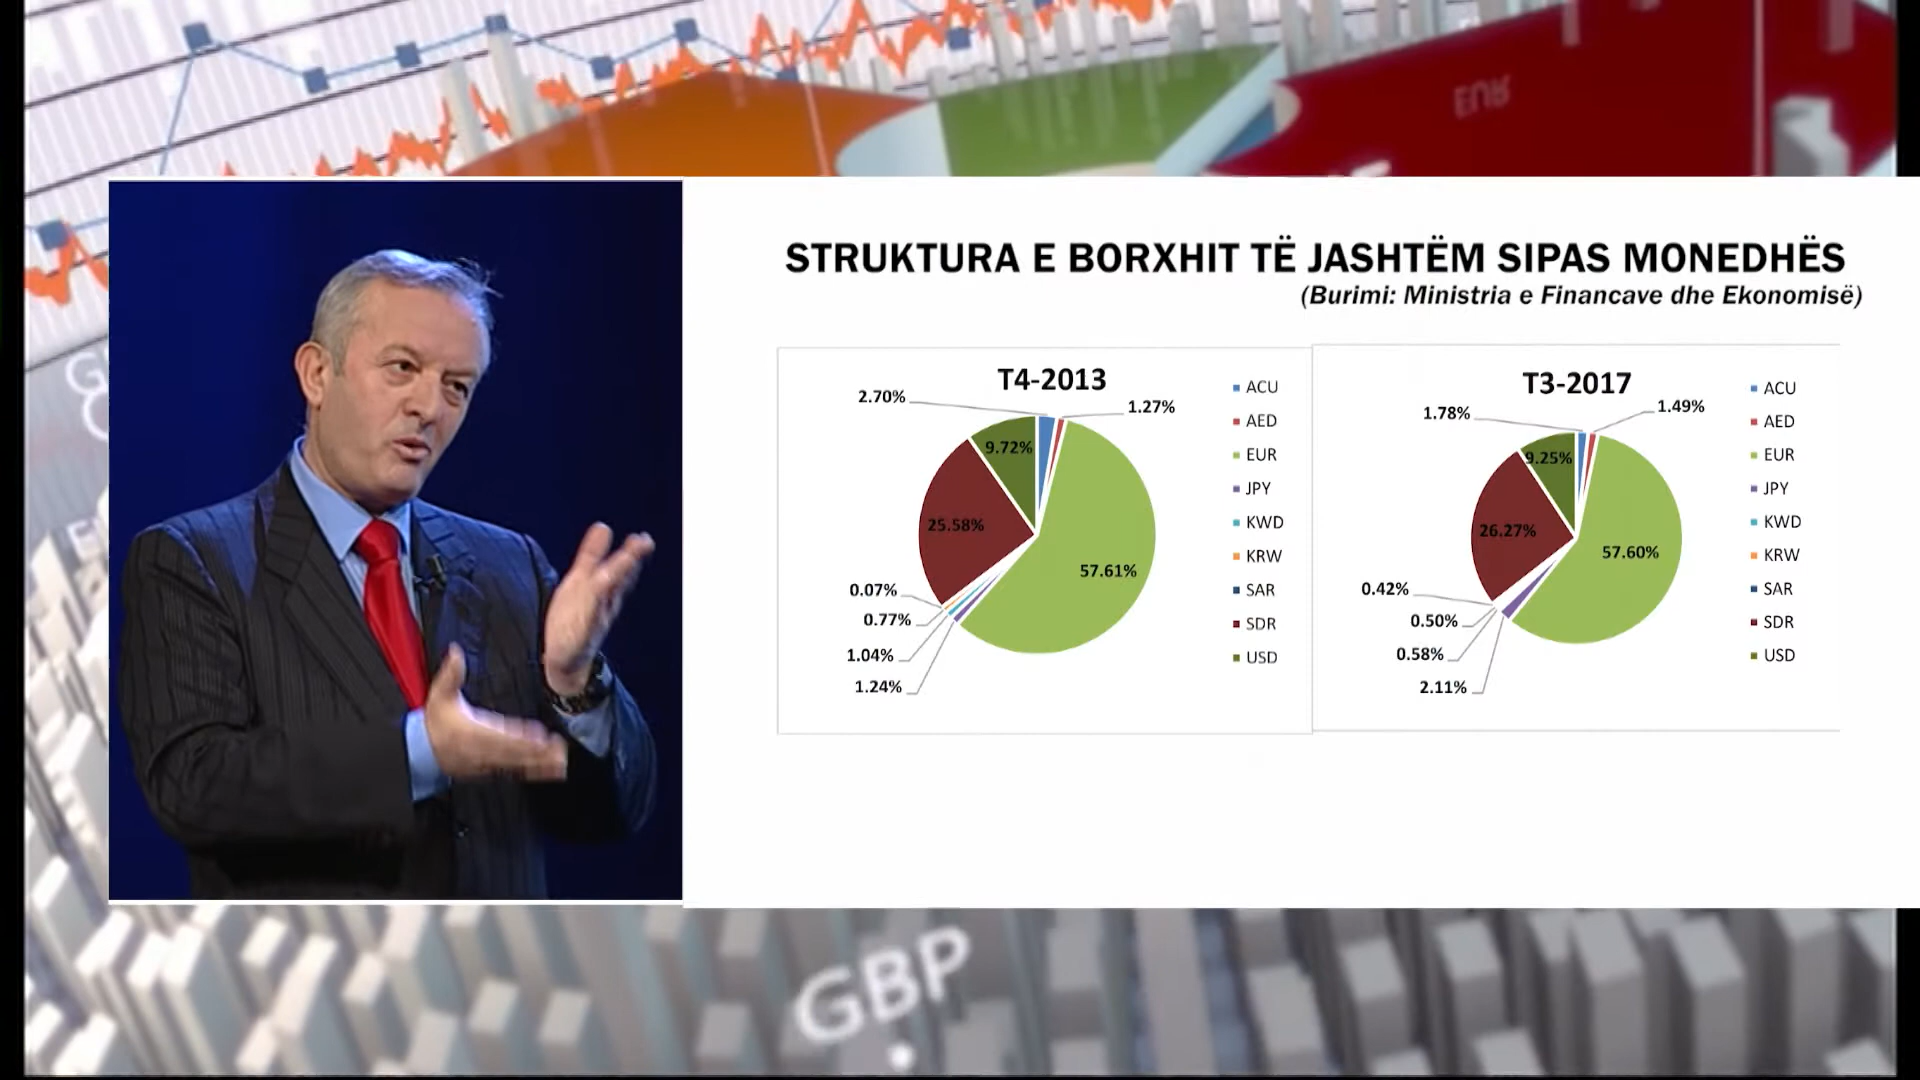 EUR
STRUKTURA E BORXHIT TË JASHTËM SIPAS MONEDHËS
(Burimi: Ministria e Financave dhe Ekonomisë)
T4-2013
2.70%
1.27%
9.72%
25.58%
57.61%
0.07%
0.77%
1.04%
1.24%
ACU
AED
EUR
JPY
KWD
KRW
SAR
SDR
USD
T3-2017
1.78%
1.49%
9.25%
26.27%
57.60%
0.42%
0.50%
0.58%
2.11%
ACU
AED
EUR
JPY
KWD
KRW
SAR
SDR
USD
GBP